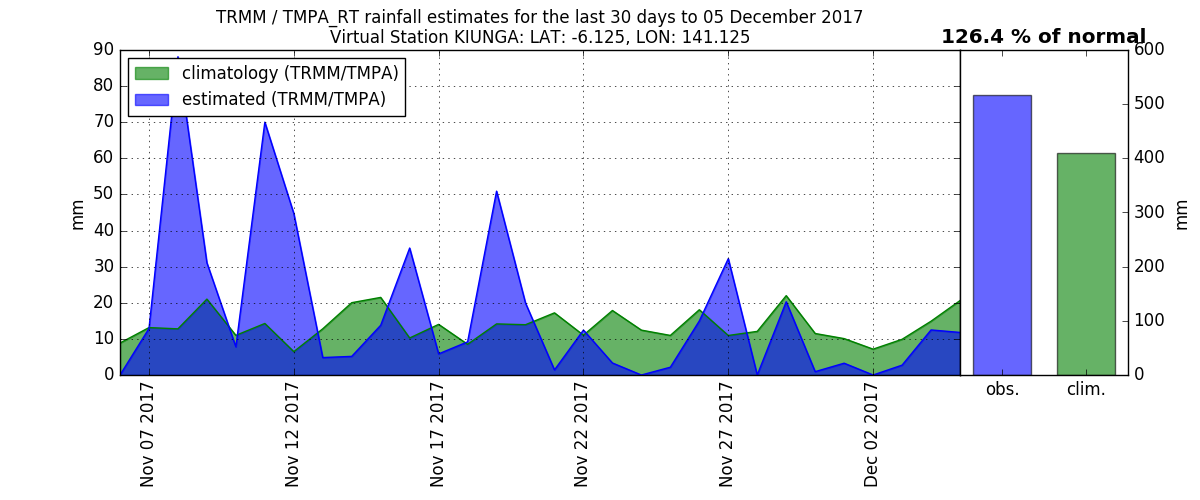 TRMM / TMPA_RT rainfall estimates for the last 30 days to 05 December 2017
Virtual Station KIUNGA: LAT: -6.125, LON: 141.125
126.4 % of normal
climatology (TRMM/TMPA)
estimated (TRMM/TMPA)
90
80
70
60
50
40
30
20
10
0
mm
Nov 07 2017
Nov 12 2017
Nov 17 2017
Nov 22 2017
Nov 27 2017
Dec 02 2017
obs.
clim.
600
500
400
300
200
100
0
mm